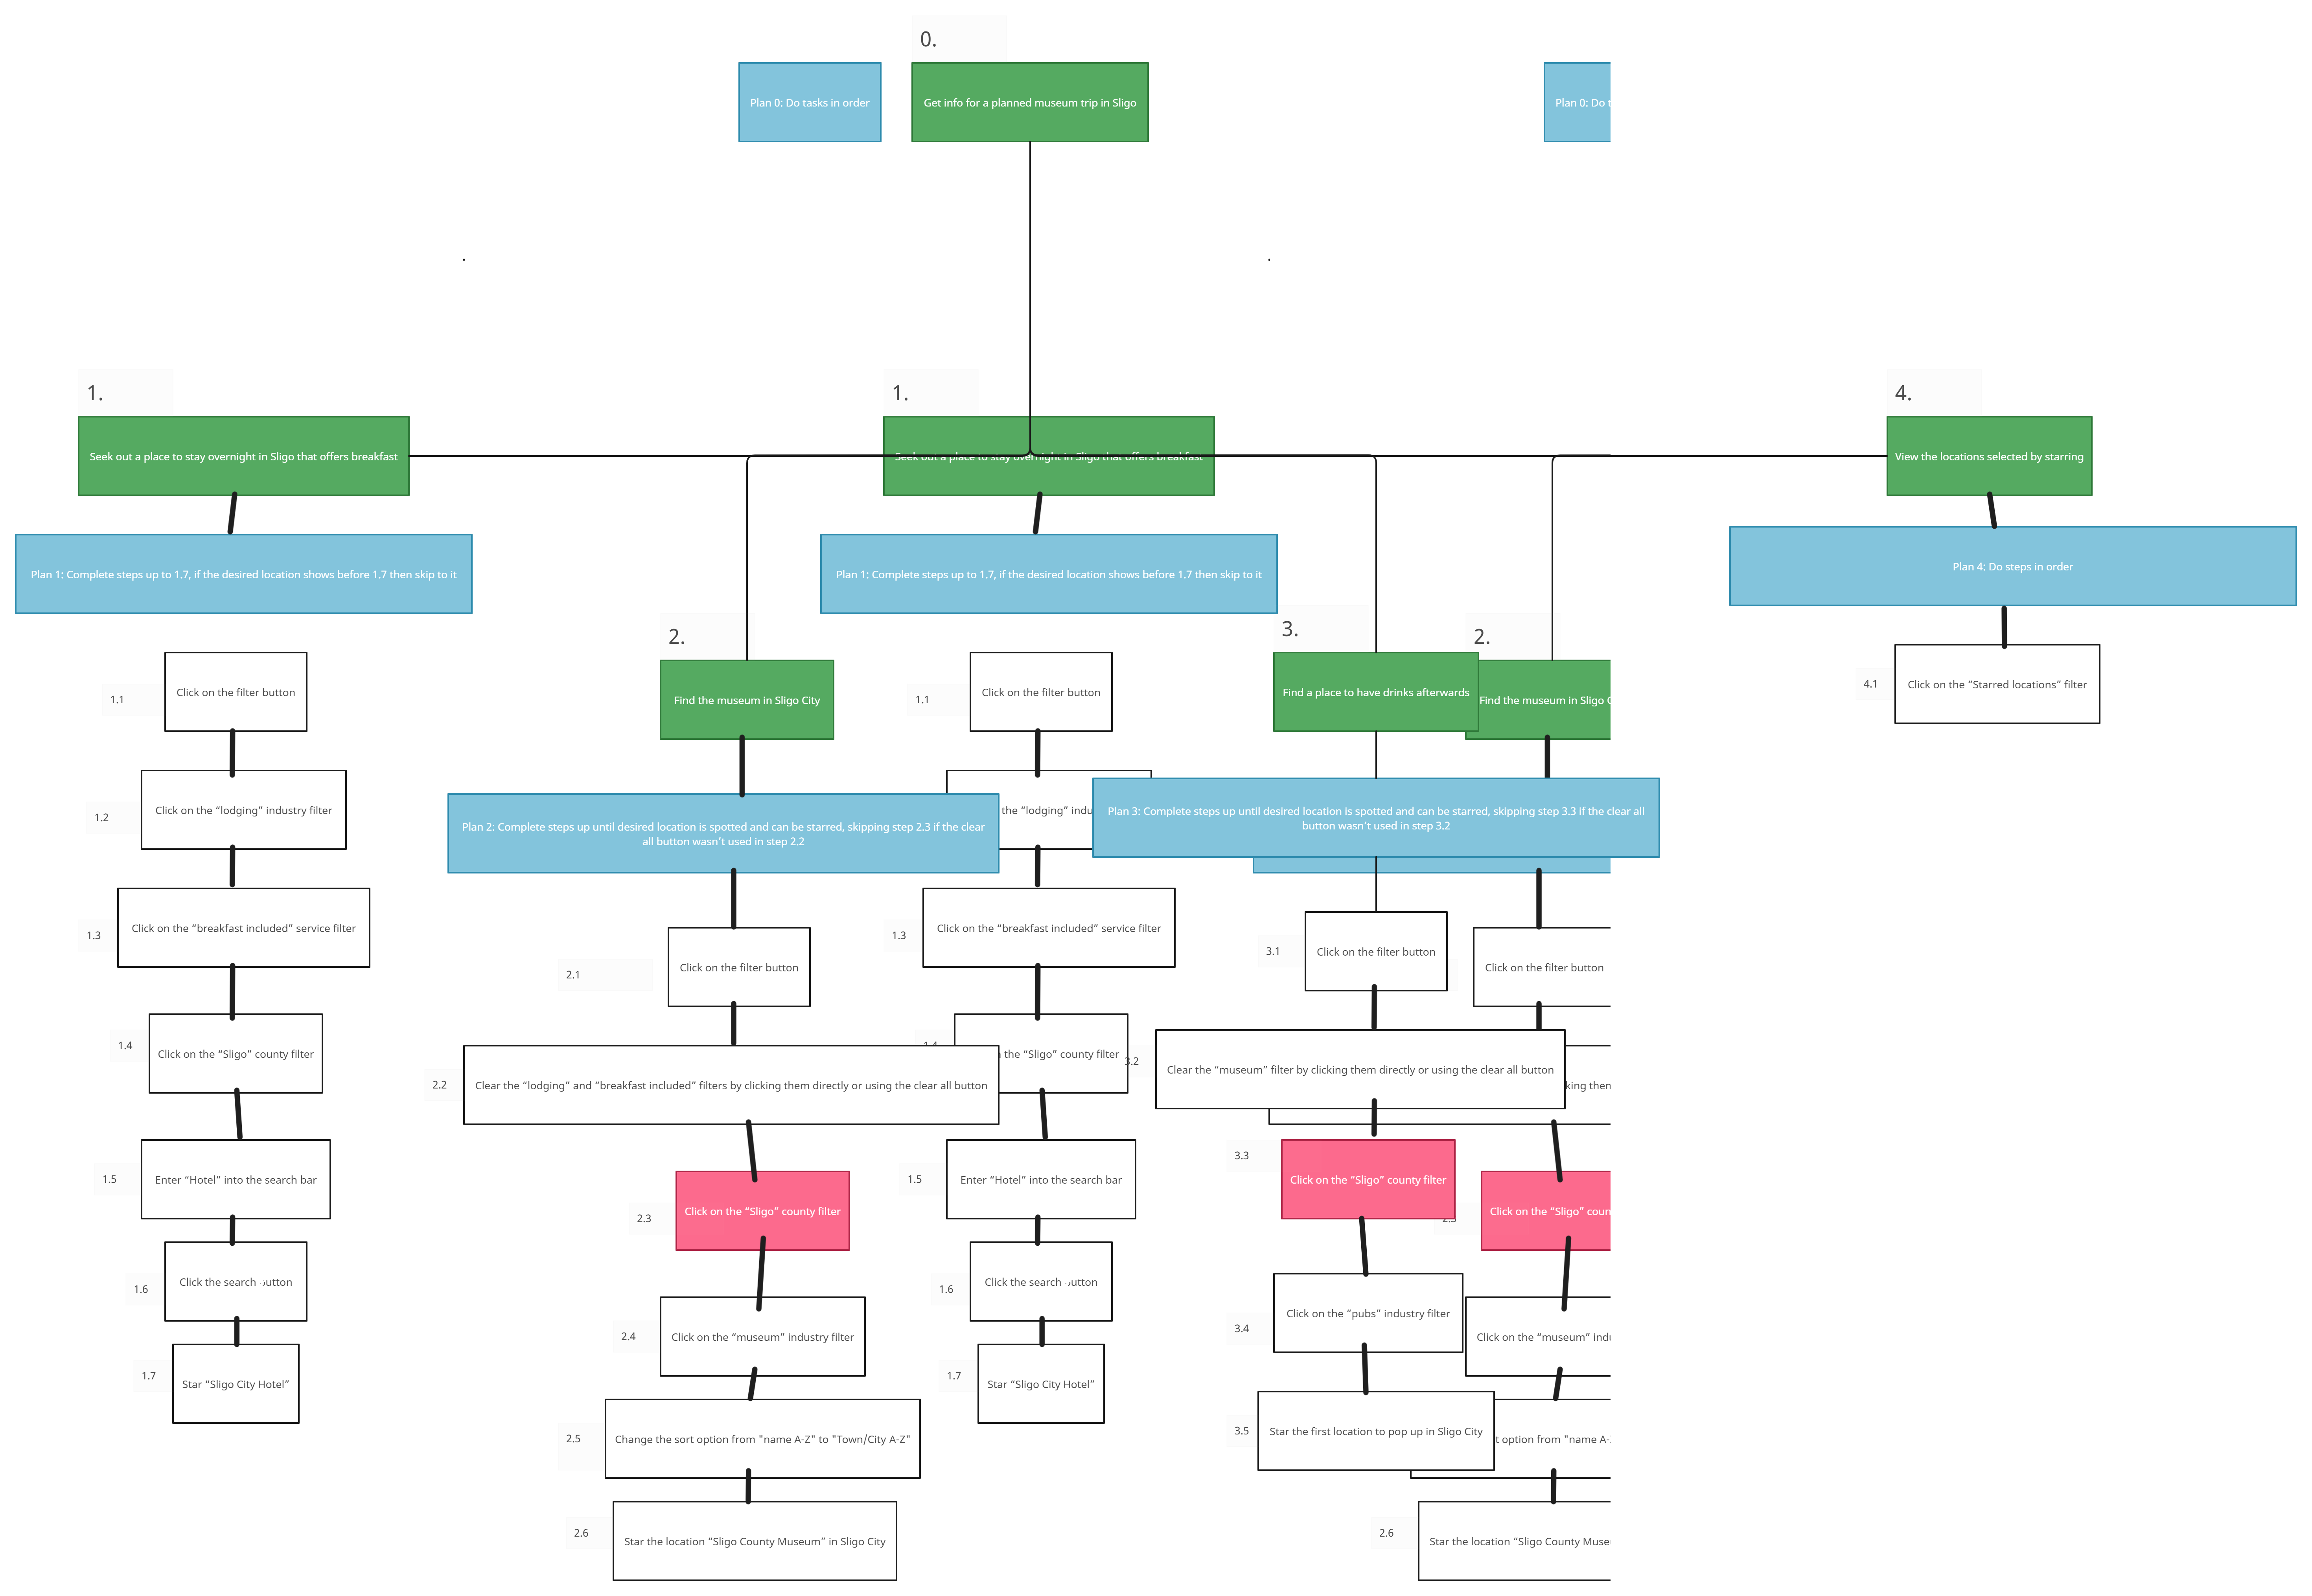 0.
Plan 0: Do tasks in order
Get info for a planned museum trip in Sligo
Plan 0: Do t
1.
Seek out a place to stay overnight in Sligo that offers breakfast
Plan 1: Complete steps up to 1.7, if the desired location shows before 1.7 then skip to it
1.1
Click on the filter button
1.2
Click on the “lodging” industry filter
1.3
Click on the “breakfast included” service filter
1.4
Click on the “Sligo” county filter
1.5
Enter “Hotel” into the search bar
1.6
Click the search utton
1.7
Star “Sligo City Hotel”
2.
Find the museum in Sligo City
Plan 2: Complete steps up until desired location is spotted and can be starred, skipping step 2.3 if the clear
all button wasn’t used in step 2.2
2.1
Click on the filter button
2.2
Clear the “lodging” and “breakfast included” filters by clicking them directly or using the clear all button
2.3
Click on the “Sligo” county filter
2.4
Click on the “museum” industry filter
2.5
Change the sort option from "name A-Z" to "Town/City A-Z"
2.6
Star the location “Sligo County Museum” in Sligo City
1.
Seek out a place to stay overnight in Sligo that offers breakfast
Plan 1: Complete steps up to 1.7, if the desired location shows before 1.7 then skip to it
1.1
Click on the filter button
the “lodging” indu
1.3
Click on the “breakfast included” service filter
the “Sligo” county filter
1.5
Enter “Hotel” into the search bar
1.6
Click the search utton
1.7
Star “Sligo City Hotel”
3.
Find a place to have drinks afterwards
Plan 3: Complete steps up until desired location is spotted and can be starred, skipping step 3.3 if the clear all
button wasn’t used in step 3.2
3.1
Click on the filter button
3.2
Clear the “museum” filter by clicking them directly or using the clear all button
3.3
Click on the “Sligo” county filter
3.4
Click on the “pubs” industry filter
3.5
Star the first location to pop up in Sligo City
2.
Find the museum in Sligo C
Click on the filter button
king them
Click on the “Sligo” coun
Click on the “museum” indu
t option from "name A-
2.6
Star the location “Sligo County Muse
4.
View the locations selected by starring
Plan 4: Do steps in order
4.1
Click on the “Starred locations” filter